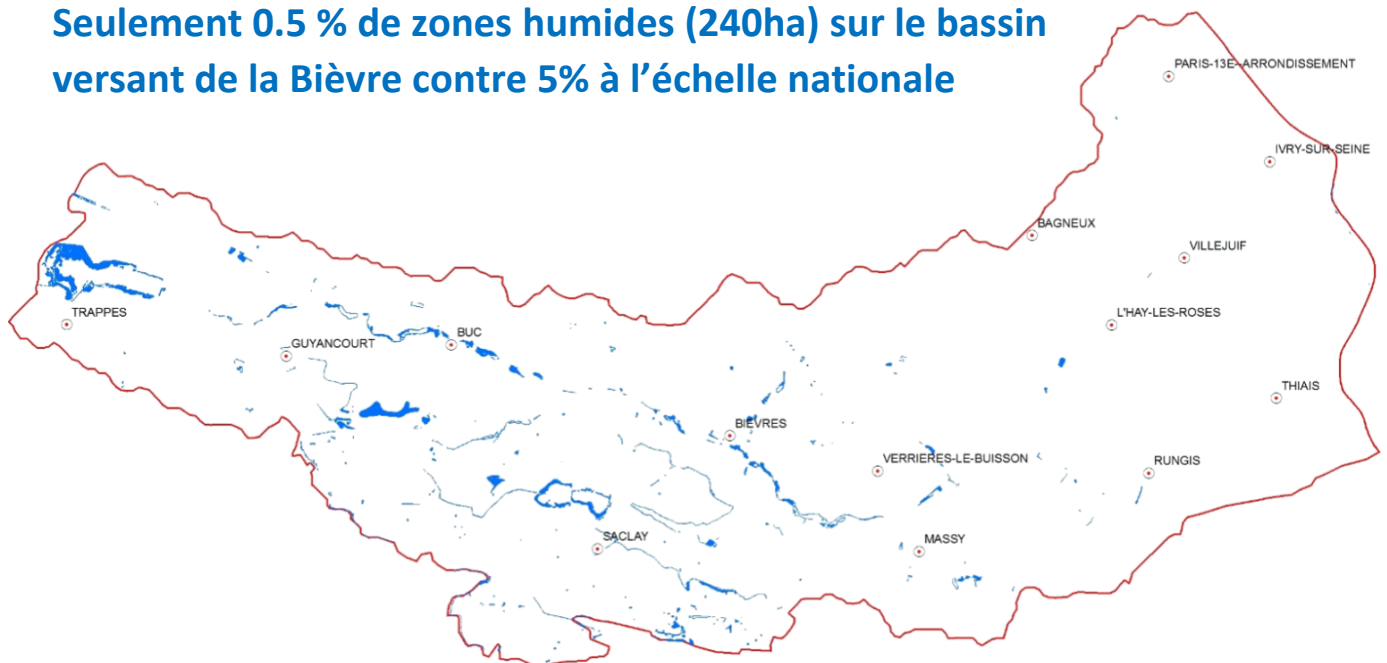 Seulement 0.5 % de zones humides (240ha) sur le bassin
versant de la Bièvre contre 5% à l’échelle nationale
PARIS-13E--ARRONDISSEMENT
IVRY-SUR-SEINE
BAGNEUX
VILLEJUIF
TRAPPES
L'HAY-LES-ROSES
BUC
GUYANCOURT
THIAIS
BIEVRES
VERRIERES-LE-BUISSON
RUNGIS
SACLAY
MASSY